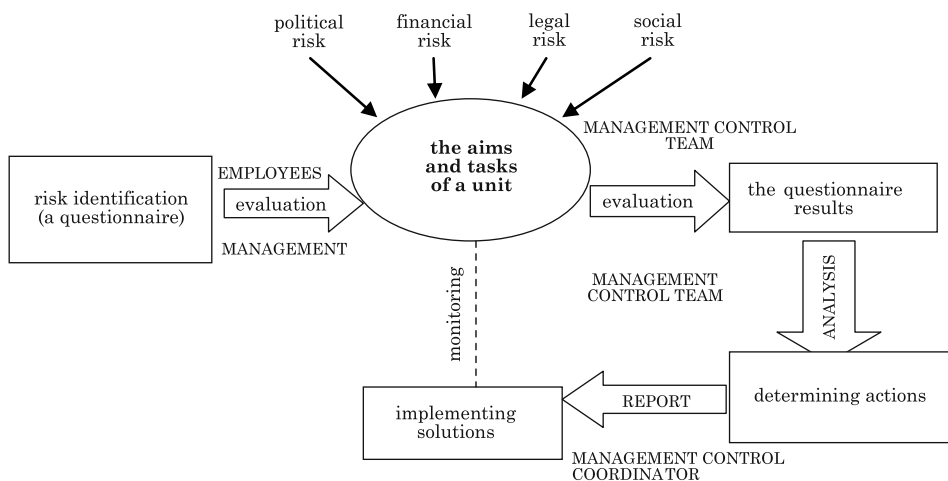 political
risk
financial
risk
legal
risk
social
risk
the aims
and tasks
of a unit
MANAGEMENT CONTROL
TEAM
risk identification
(a questionnaire)
EMPLOYEES
evaluation
MANAGEMENT
evaluation
the questionnaire
results
monitoring
MANAGEMENT
CONTROL TEAM
ANALYSIS
implementing
solutions
REPORT
determining actions
MANAGEMENT CONTROL
COORDINATOR